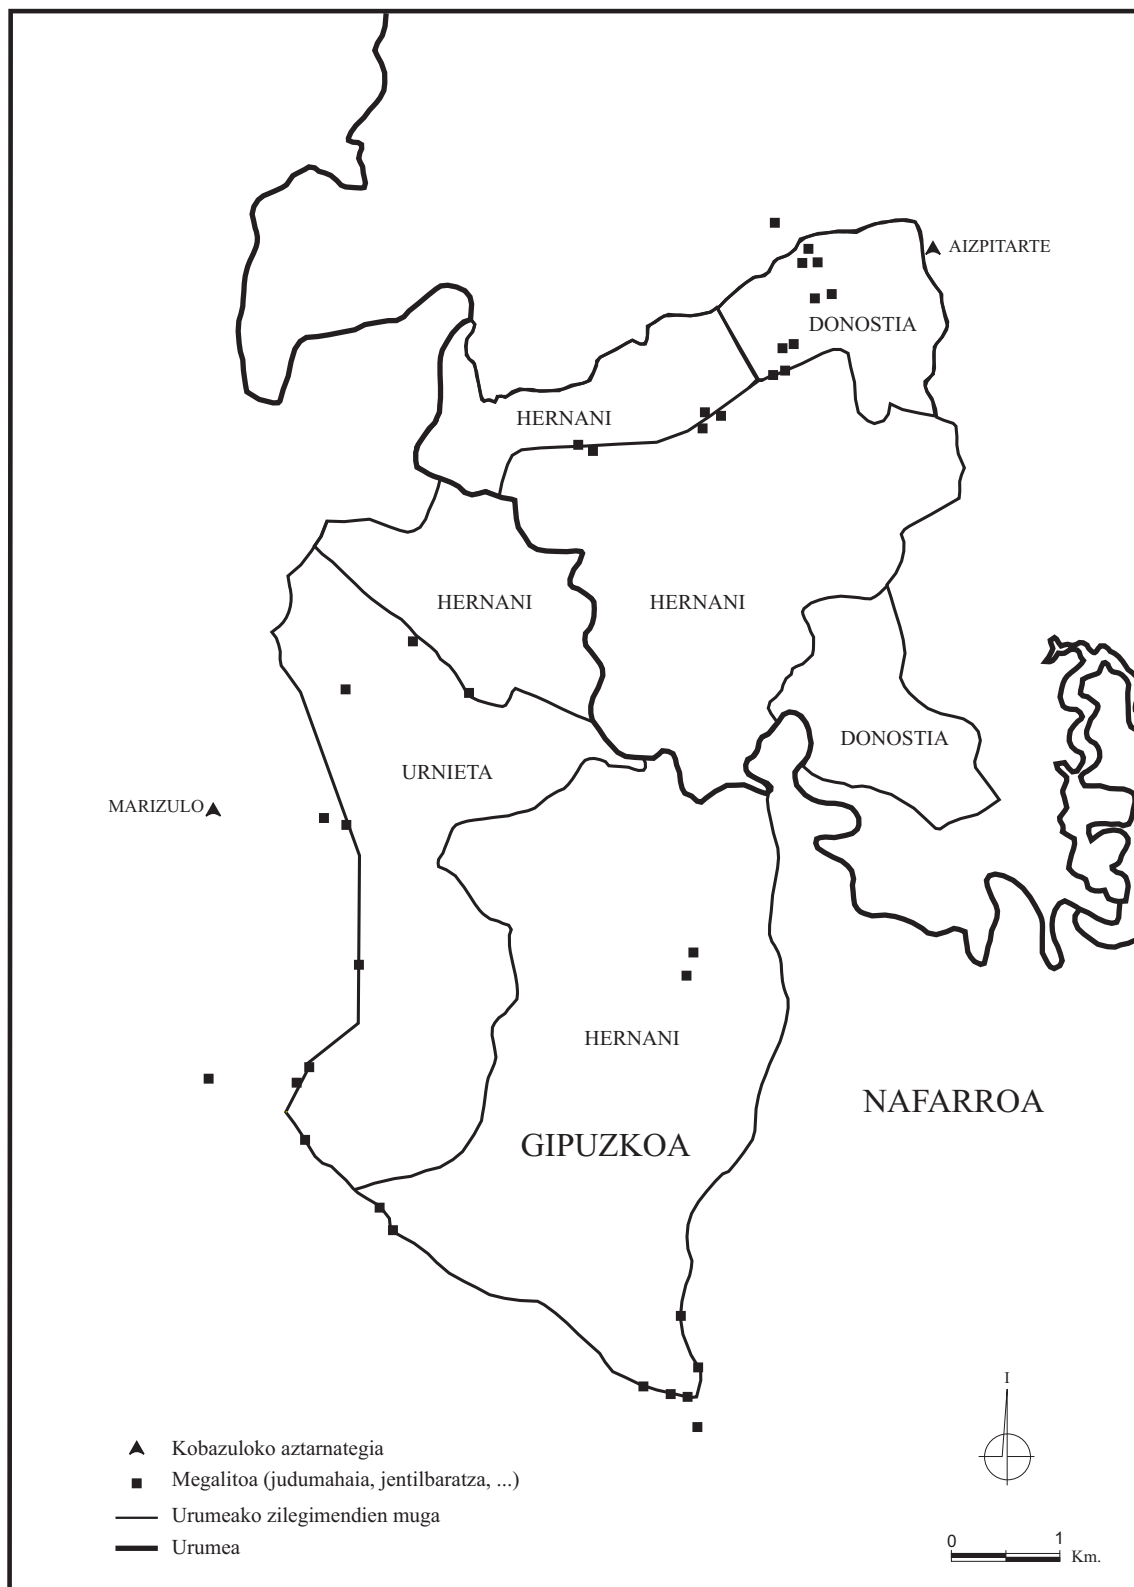 AIZPITARTE
DONOSTIA
HERNANI
HERNANI
HERNANI
DONOSTIA
URNIETA
MARIZULO
HERNANI
NAFARROA
GIPUZKOA
I
Kobazuloko aztarnategia
Megalitoa (judumahaia, jentilbaratza, ...)
Urumeako zilegimendien muga
Urumea
0 1
Km.